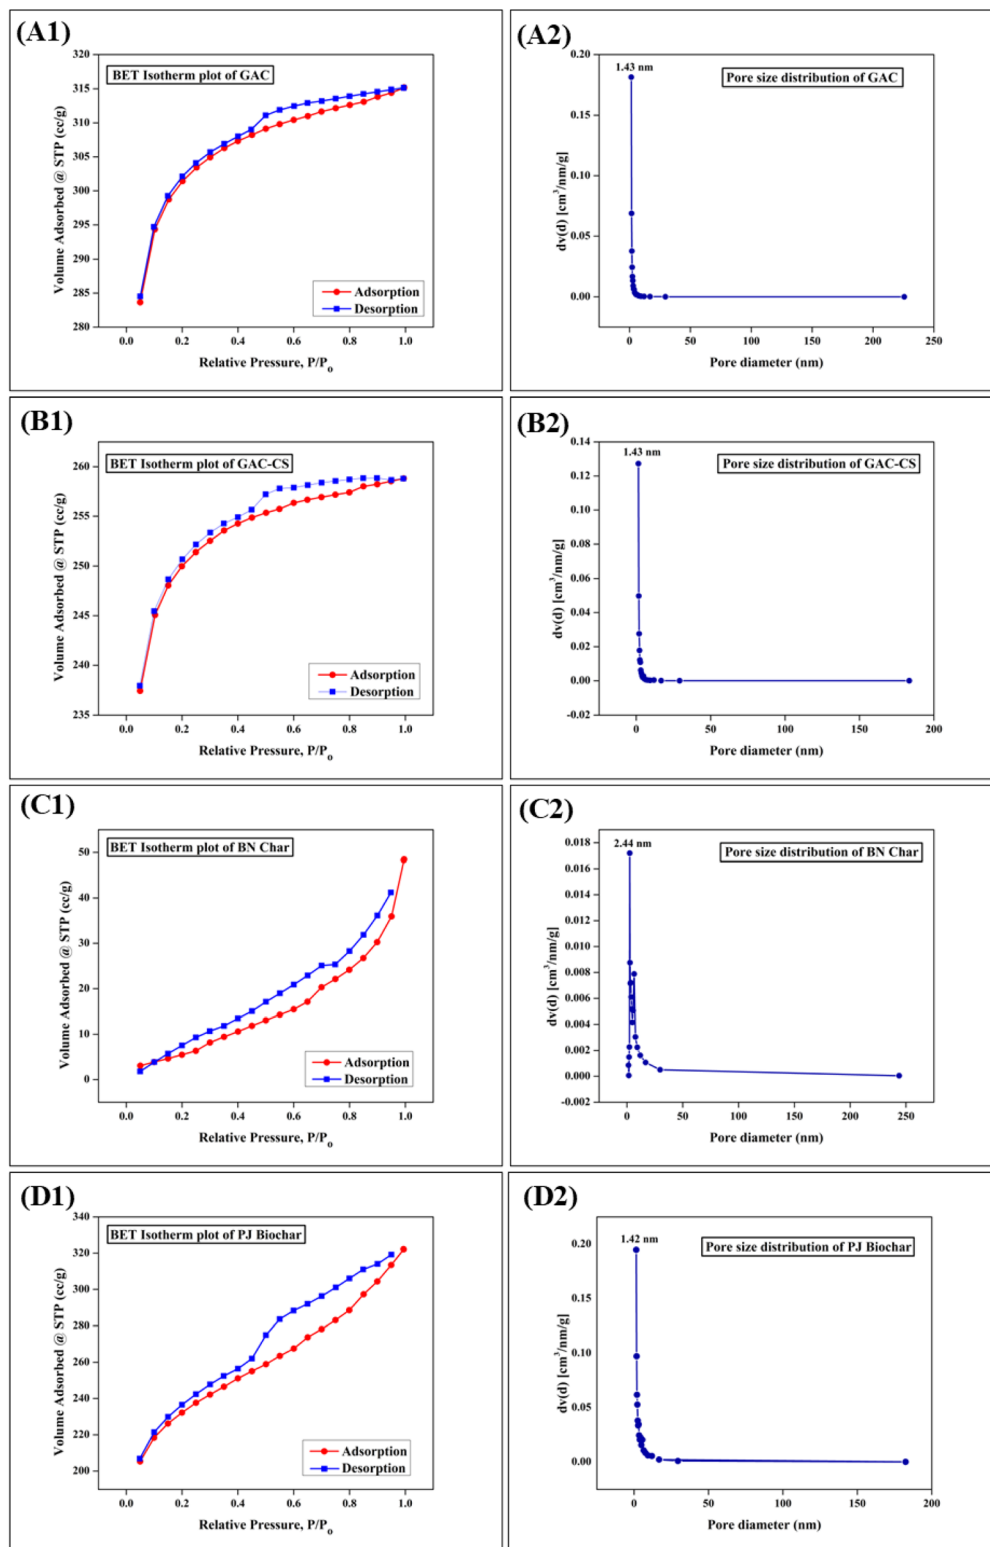 (A1)
BET Isotherm plot of GAC
320
315
310
305
300
295
290
285
280
0.0 0.2 0.4 0.6 0.8 1.0
Volume Adsorbed @ STP (cc/g)
Relative Pressure, P/Po
Adsorption
Desorption
(A2)
1.43 nm
Pore size distribution of GAC
0.20
0.15
0.10
0.05
0.00
0 50 100 150 200 250
dv(d) [cm³/nm/g]
Pore diameter (nm)
(B1)
BET Isotherm plot of GAC-CS
260
255
250
245
240
235
0.0 0.2 0.4 0.6 0.8 1.0
Volume Adsorbed @ STP (cc/g)
Relative Pressure, P/Po
Adsorption
Desorption
(B2)
1.43 nm
Pore size distribution of GAC-CS
0.14
0.12
0.10
0.08
0.06
0.04
0.02
0.00
-0.02
0 50 100 150 200
dv(d) [cm³/nm/g]
Pore diameter (nm)
(C1)
BET Isotherm plot of BN Char
50
40
30
20
10
0
0.0 0.2 0.4 0.6 0.8 1.0
Volume Adsorbed @ STP (cc/g)
Relative Pressure, P/Po
Adsorption
Desorption
(C2)
2.44 nm
Pore size distribution of BN Char
0.018
0.016
0.014
0.012
0.010
0.008
0.006
0.004
0.002
0.000
-0.002
0 50 100 150 200 250
dv(d) [cm³/nm/g]
Pore diameter (nm)
(D1)
BET Isotherm plot of PJ Biochar
340
320
300
280
260
240
220
200
0.0 0.2 0.4 0.6 0.8 1.0
Volume Adsorbed @ STP (cc/g)
Relative Pressure, P/Po
Adsorption
Desorption
(D2)
1.42 nm
Pore size distribution of PJ Biochar
0.20
0.15
0.10
0.05
0.00
0 50 100 150 200
dv(d) [cm³/nm/g]
Pore diameter (nm)